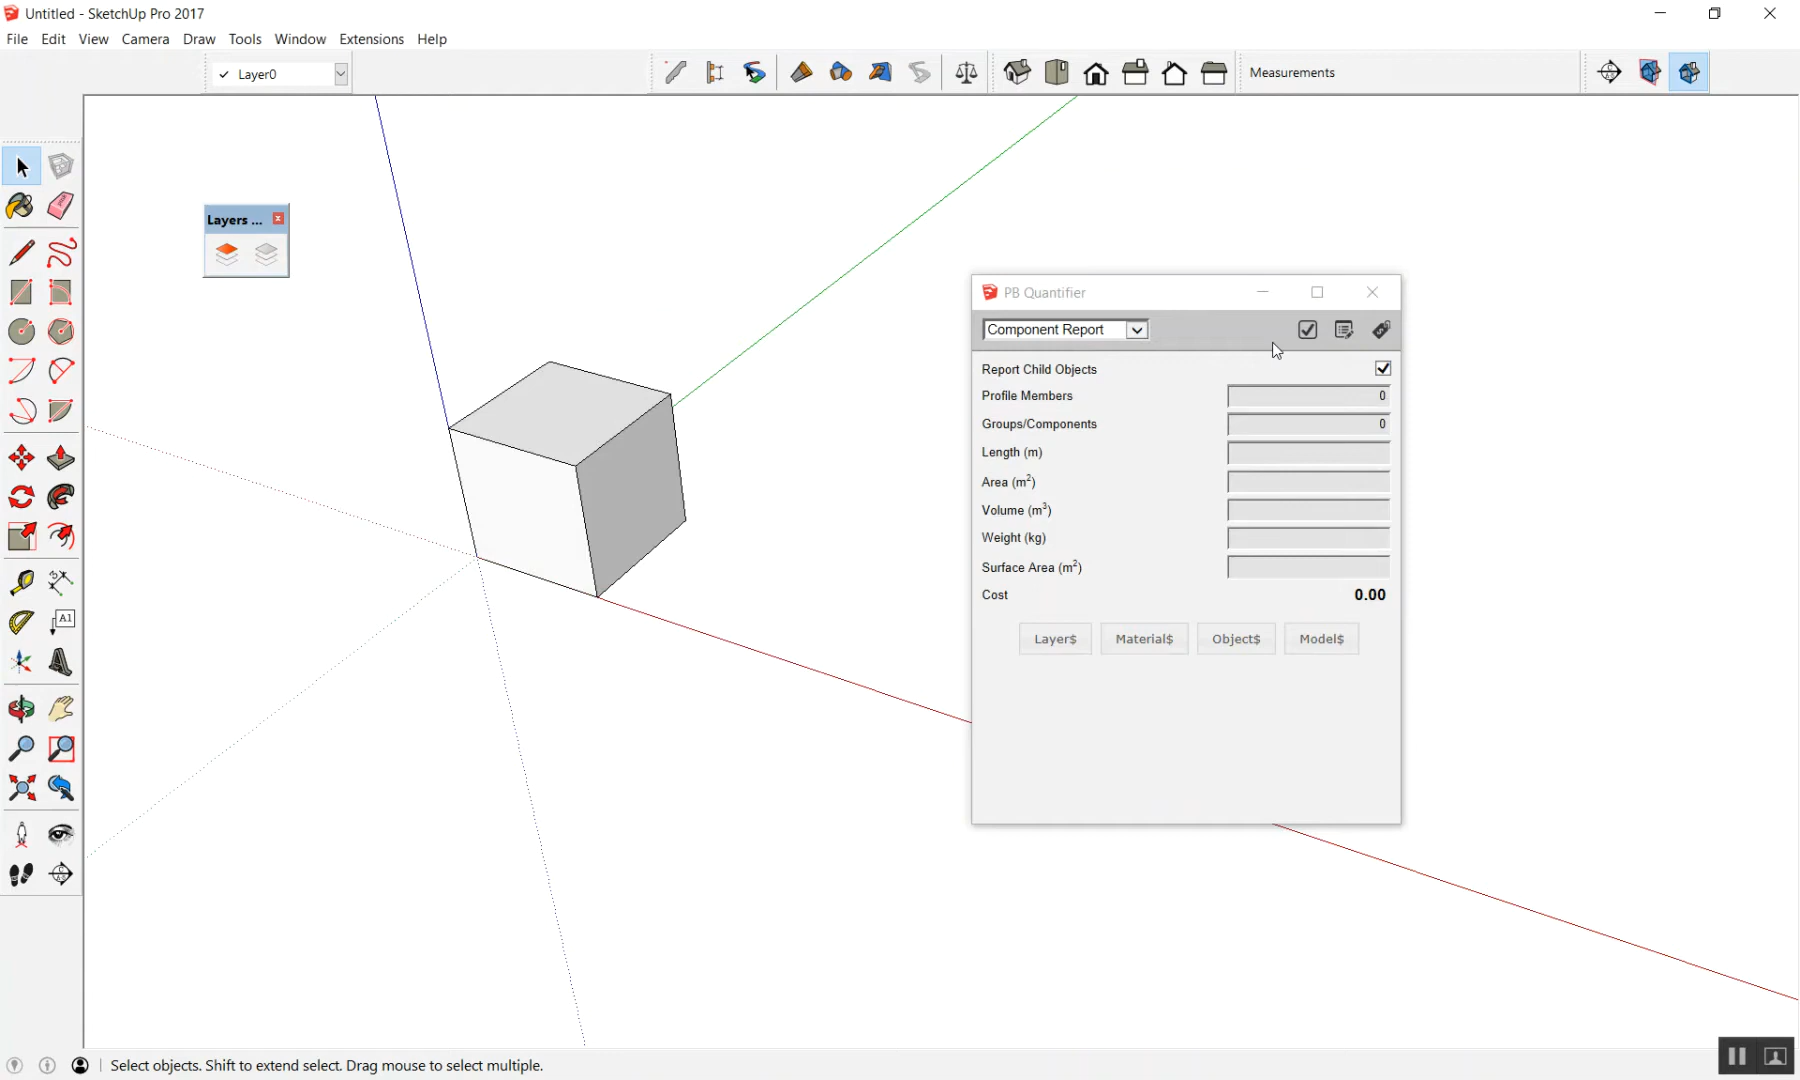 Untitled - SketchUp Pro 2017
File Edit View Camera Draw Tools Window Extensions Help
Layer0
Measurements
Layers ...
PB Quantifier
Component Report
Report Child Objects
Profile Members 0
Groups/Components 0
Length (m)
Area (m²)
Volume (m³)
Weight (kg)
Surface Area (m²)
Cost 0.00
Layer$ Material$ Object$ Model$
A1
Select objects. Shift to extend select. Drag mouse to select multiple.